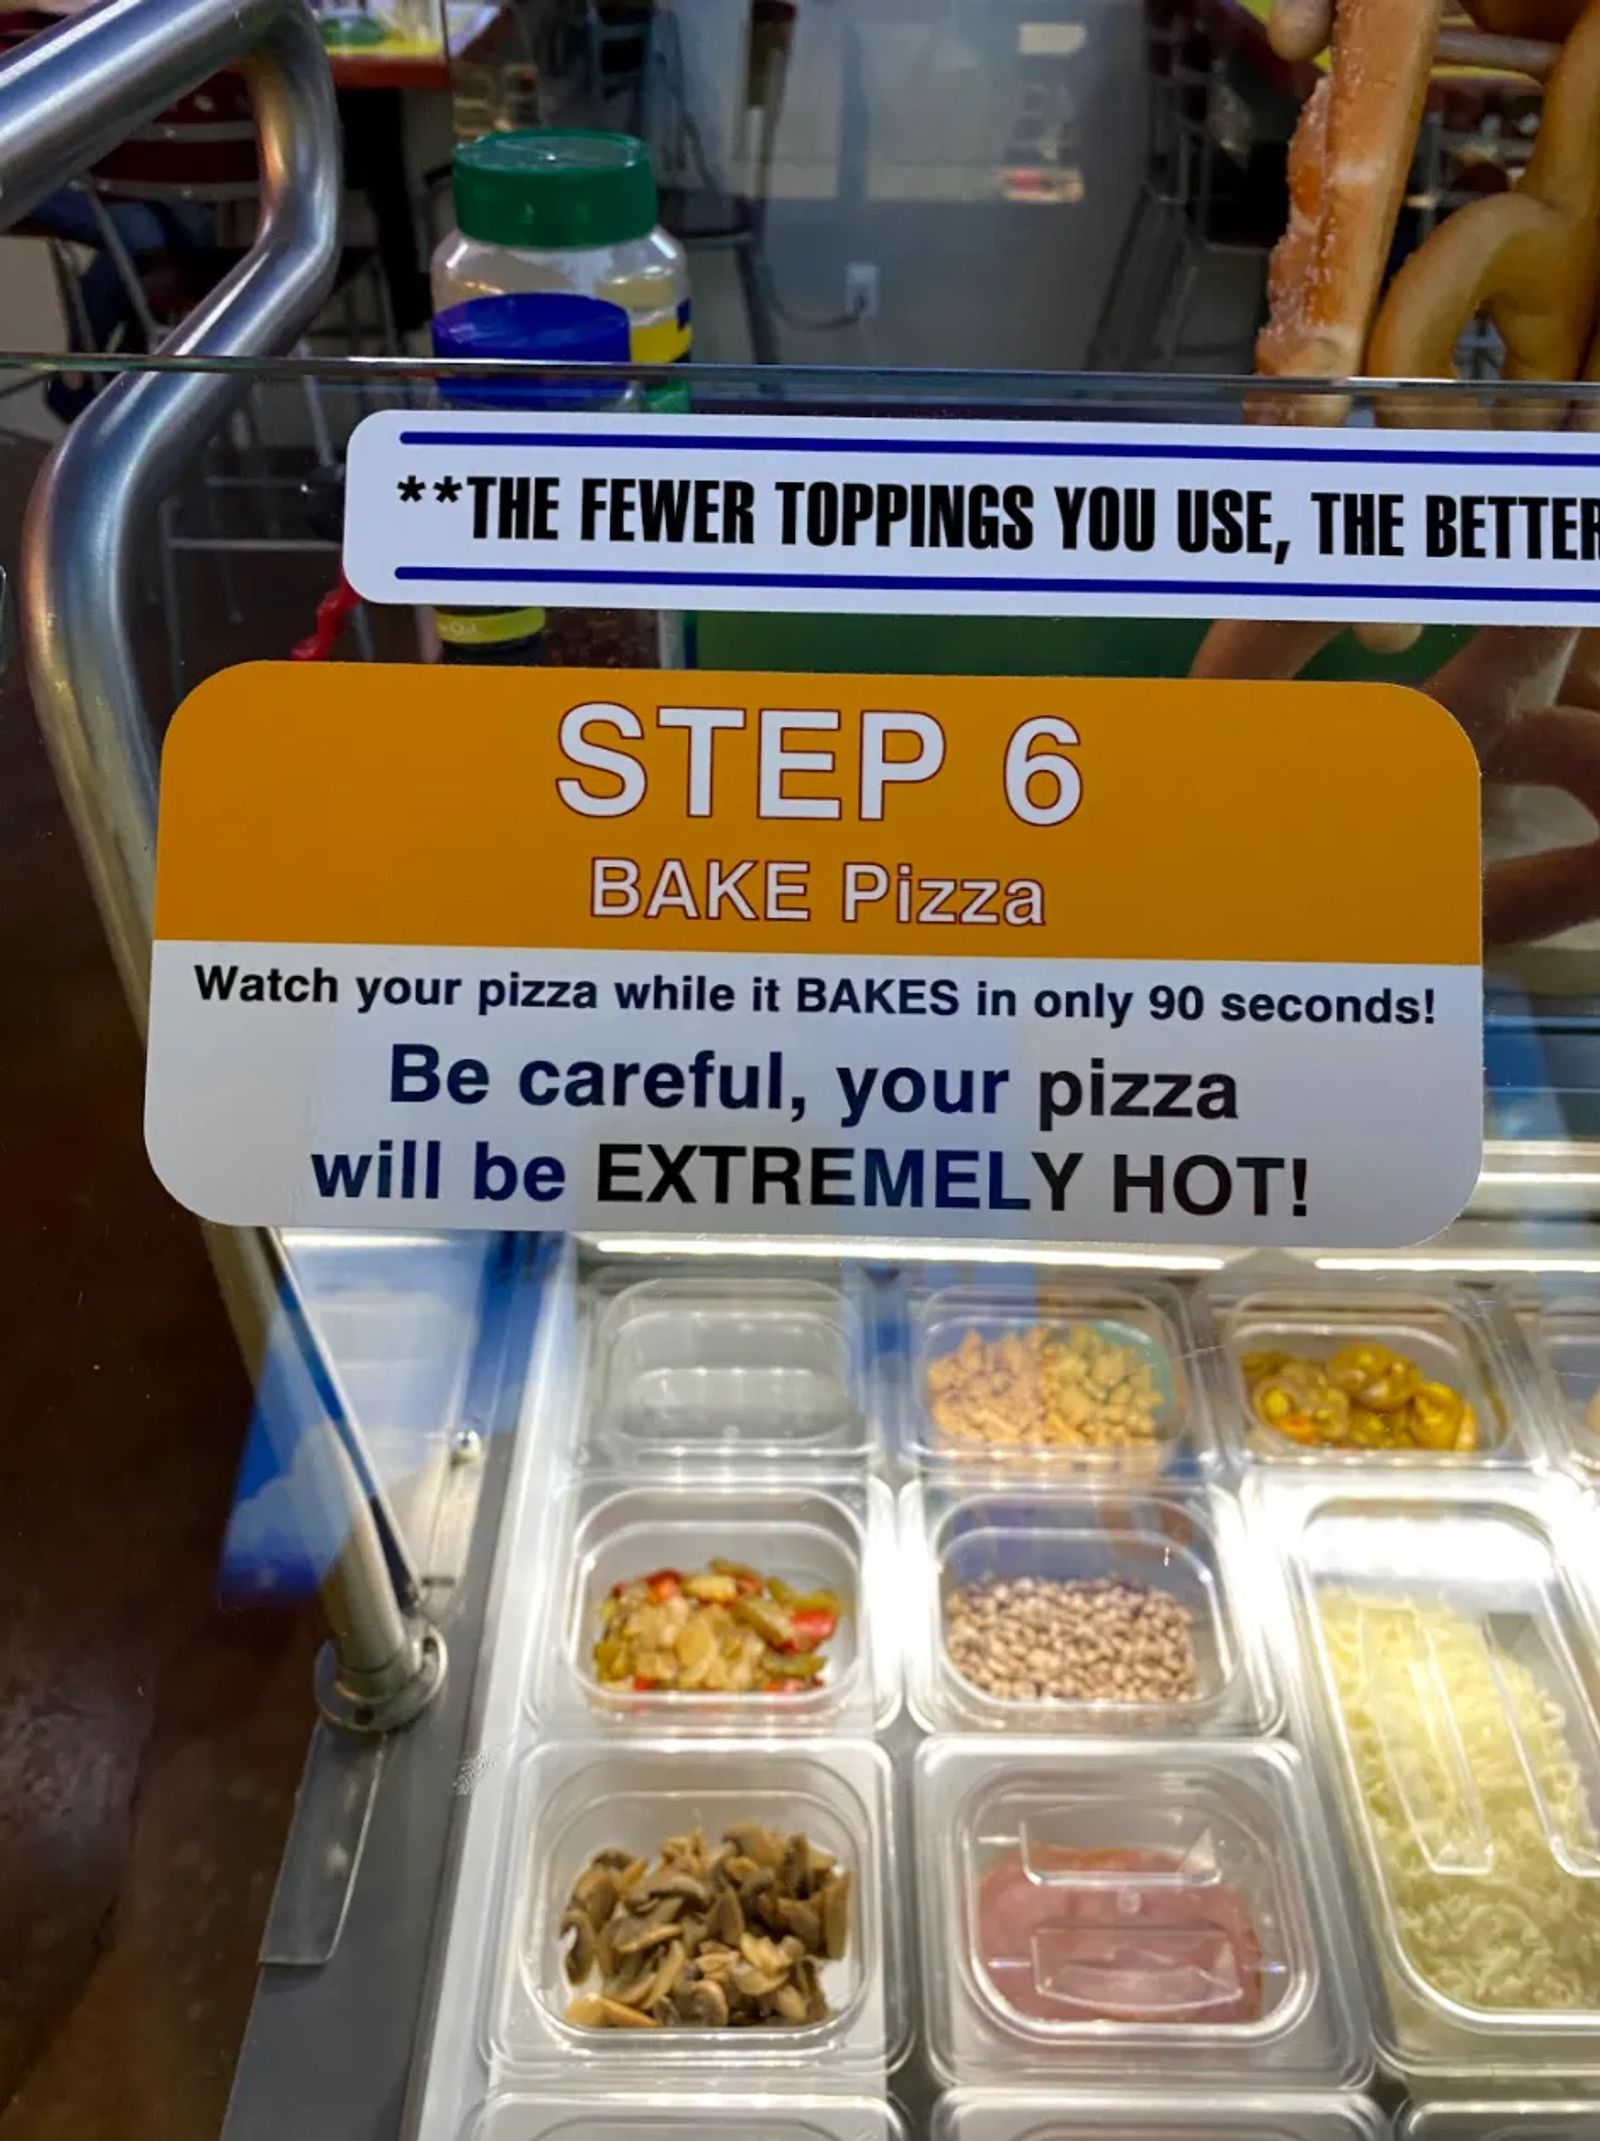 **THE FEWER TOPPINGS YOU USE, THE BETTER
STEP 6
BAKE Pizza
Watch your pizza while it BAKES in only 90 seconds!
Be careful, your pizza
will be EXTREMELY HOT!